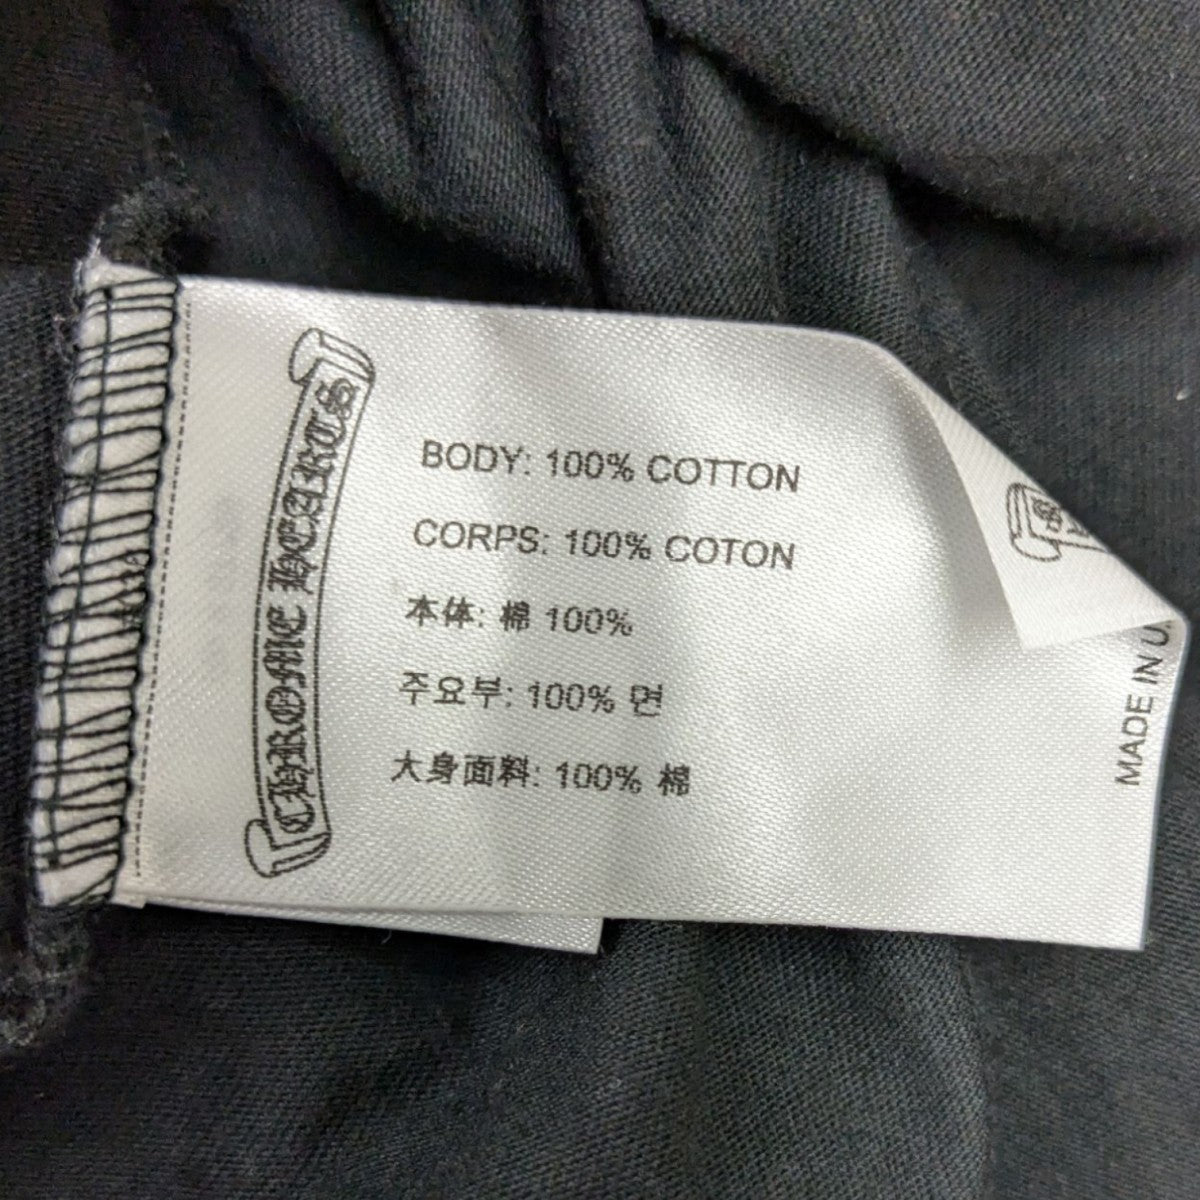 CHROME HEARTS
BODY: 100% COTTON
CORPS: 100% COTON
本体: 棉 100%
주요부: 100% 면
大身面料: 100% 棉
MADE IN